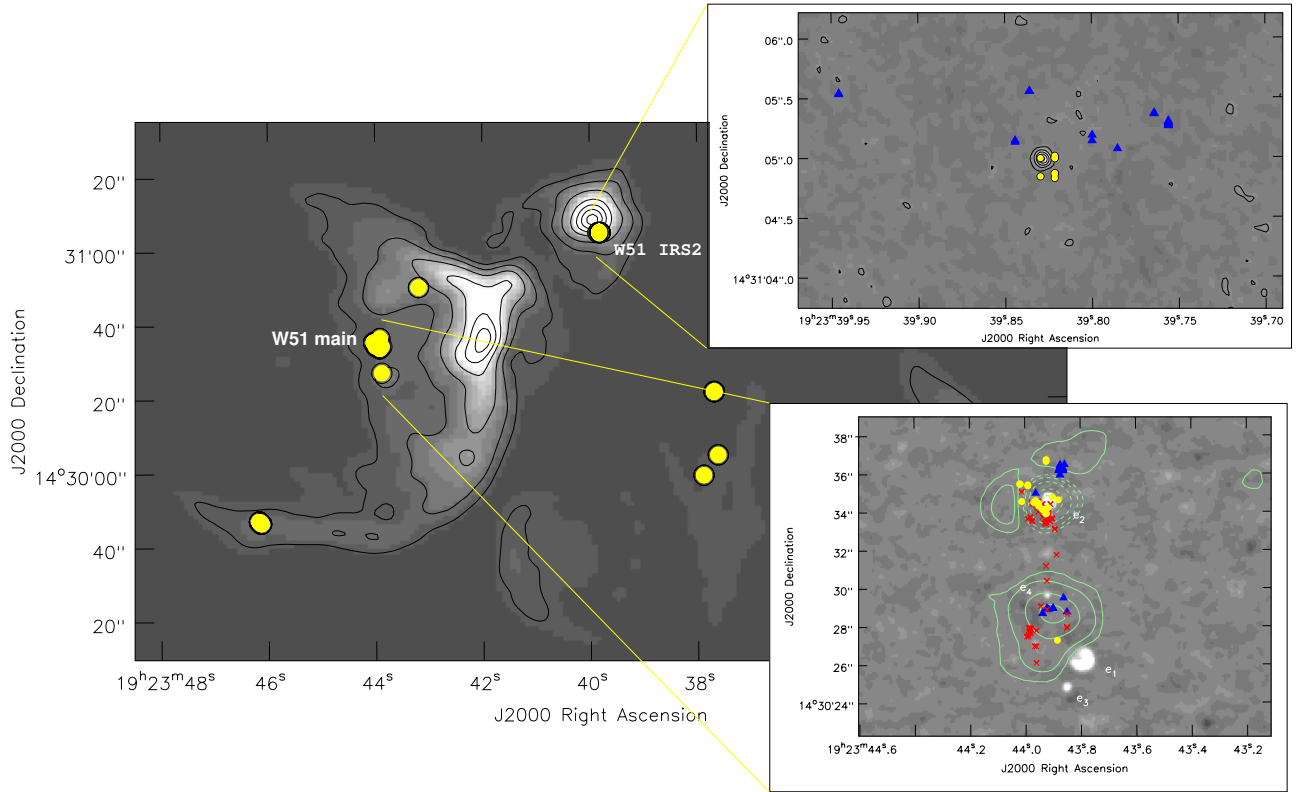 06".0
05".5
05".0
04".5
14°31'04".0
19h23m39s.95
39s.85
39s.80
39s.75
39s.70
J2000 Right Ascension
J2000 Declination
20''
31'00''
40''
20''
14°30'00''
40''
20''
19h23m48s
46s
44s
42s
40s
38s
J2000 Right Ascension
J2000 Declination
W51 IRS2
W51 main
38''
36''
34''
32''
30''
28''
26''
14°30'24''
19h23m44s.6
44s.2
44s.0
43s.8
43s.6
43s.4
43s.2
J2000 Right Ascension
J2000 Declination
e2
e4
e1
e3